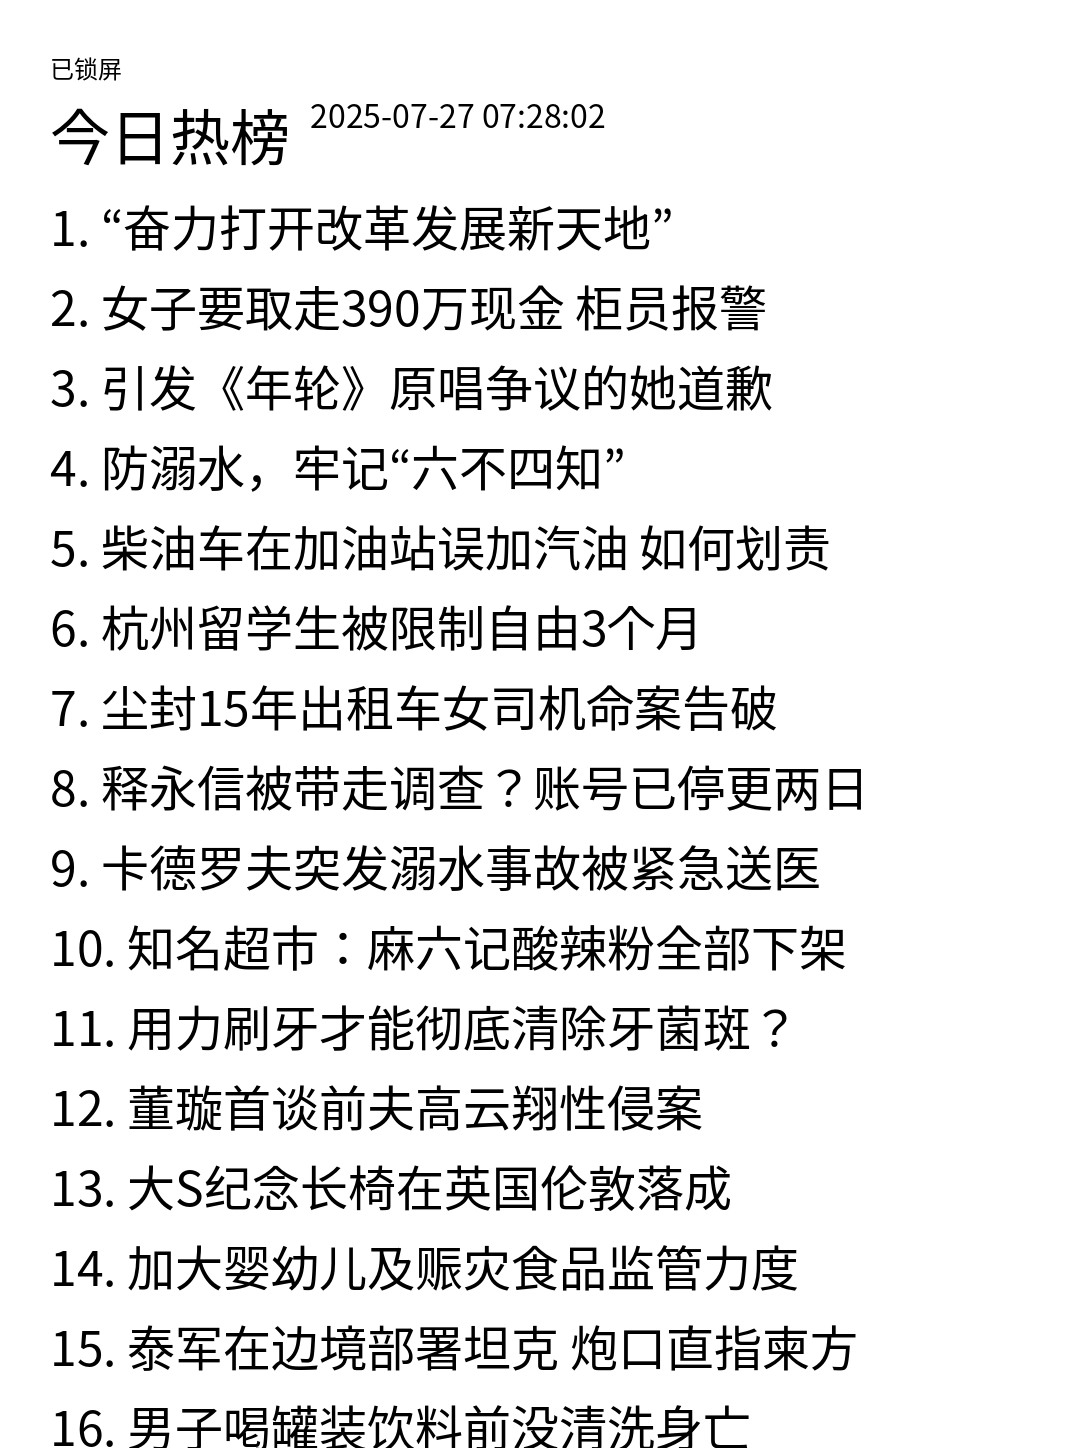 已锁屏
今日热榜 2025-07-27 07:28:02
1. “奋力打开改革发展新天地”
2. 女子要取走390万现金 柜员报警
3. 引发《年轮》原唱争议的她道歉
4. 防溺水，牢记“六不四知”
5. 柴油车在加油站误加汽油 如何划责
6. 杭州留学生被限制自由3个月
7. 尘封15年出租车女司机命案告破
8. 释永信被带走调查？账号已停更两日
9. 卡德罗夫突发溺水事故被紧急送医
10. 知名超市：麻六记酸辣粉全部下架
11. 用力刷牙才能彻底清除牙菌斑？
12. 董璇首谈前夫高云翔性侵案
13. 大S纪念长椅在英国伦敦落成
14. 加大婴幼儿及赈灾食品监管力度
15. 泰军在边境部署坦克 炮口直指柬方
16. 男子喝罐装饮料前没清洗身亡